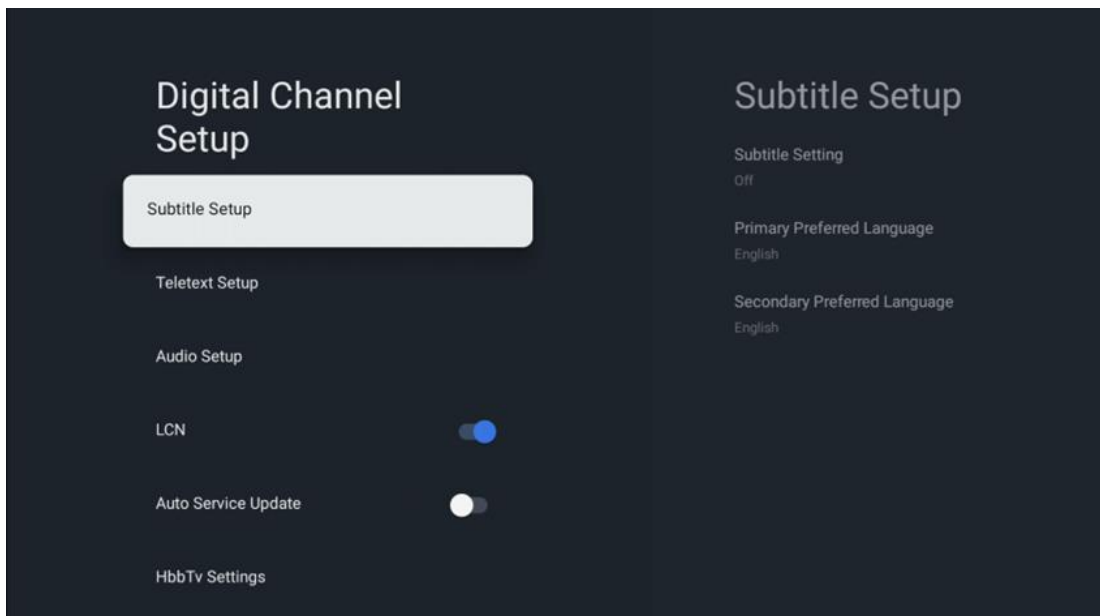 Digital Channel
Setup
Subtitle Setup
Teletext Setup
Audio Setup
LCN
Auto Service Update
HbbTv Settings
Subtitle Setup
Subtitle Setting
Off
Primary Preferred Language
English
Secondary Preferred Language
English